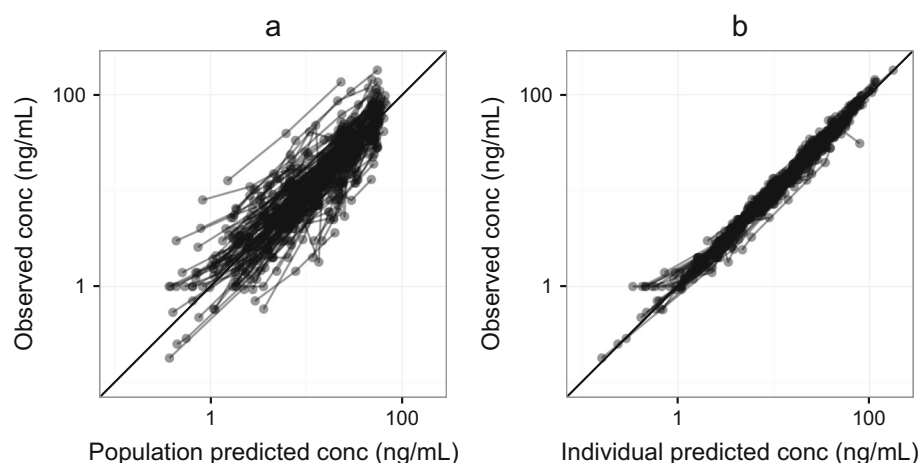 a
Observed conc (ng/mL)
100
1
1
100
Population predicted conc (ng/mL)
b
Observed conc (ng/mL)
100
1
1
100
Individual predicted conc (ng/mL)